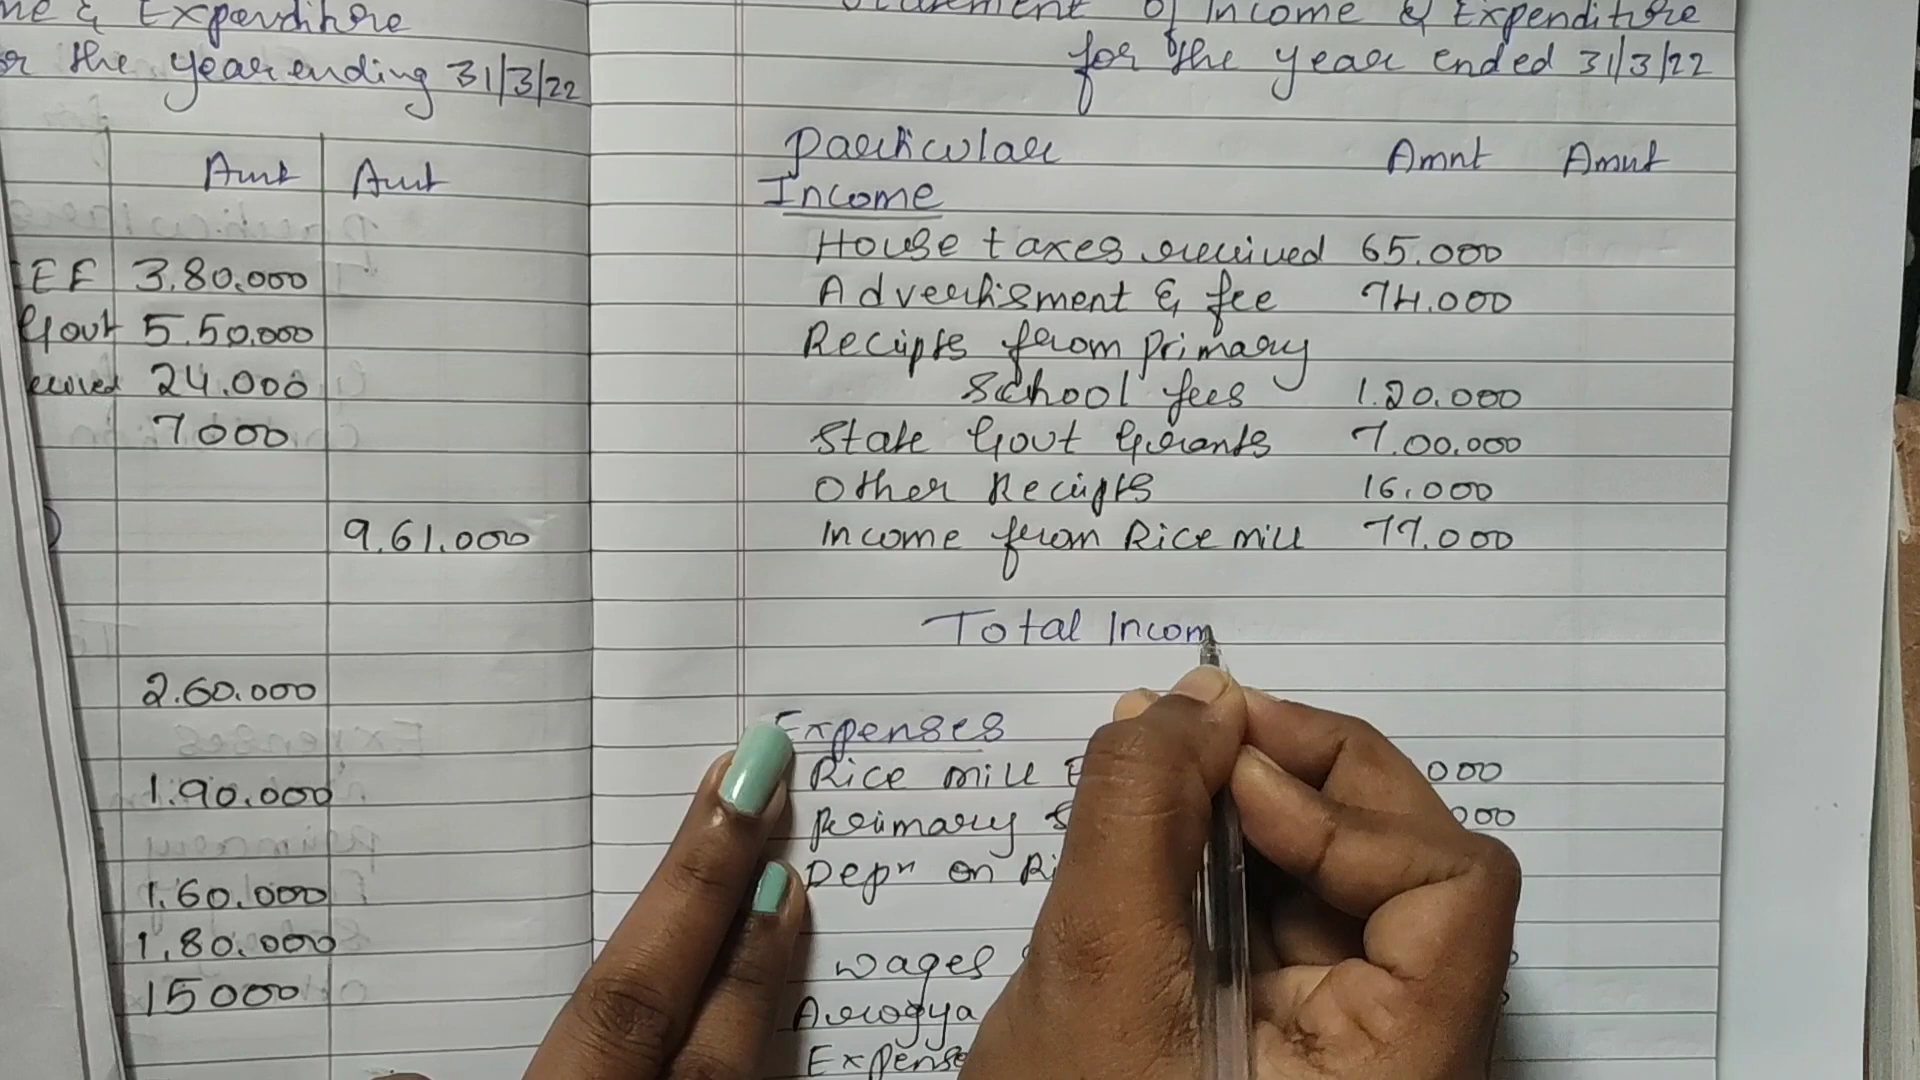 & Expenditure
the year ending 31/3/22
Amt Amt
3,80,000
Govt 5.50.000
24.000
7000
9.61.000
2.60.000
1.90.000
1,60.000
1,80.000
15000
Statement of Income & Expenditure
for the year ended 31/3/22
Particular Amnt Amnt
Income
House taxes received 65.000
Advertisment & fee 74.000
Recipts from primary
School fees 1.20.000
State Govt Grants 7.00.000
Other Recipts 16,000
Income from Rice mill 77.000
Total Incom
Expenses
Rice mill 000
Primary 000
Depn on Ri
wages
Arogya
Expense